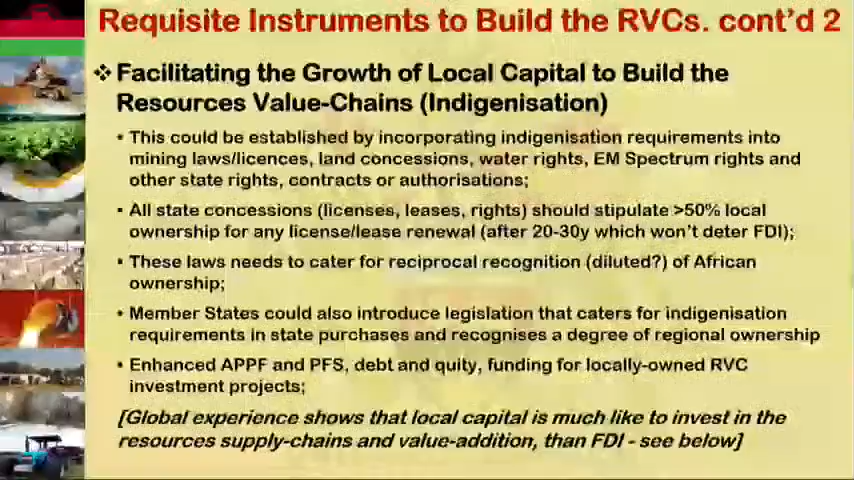 Requisite Instruments to Build the RVCs. cont'd 2
❖Facilitating the Growth of Local Capital to Build the
Resources Value-Chains (Indigenisation)
• This could be established by incorporating indigenisation requirements into
mining laws/licences, land concessions, water rights, EM Spectrum rights and
other state rights, contracts or authorisations;
• All state concessions (licenses, leases, rights) should stipulate >50% local
ownership for any license/lease renewal (after 20-30y which won't deter FDI);
• These laws needs to cater for reciprocal recognition (diluted?) of African
ownership;
• Member States could also introduce legislation that caters for indigenisation
requirements in state purchases and recognises a degree of regional ownership
• Enhanced APPF and PFS, debt and quity, funding for locally-owned RVC
investment projects;
[Global experience shows that local capital is much like to invest in the
resources supply-chains and value-addition, than FDI - see below]